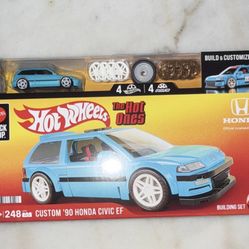 BUILD & CUSTOMIZE
4
4
Hot Wheels
The Hot Ones
HONDA
248
CUSTOM '90 HONDA CIVIC EF
BUILDING SET